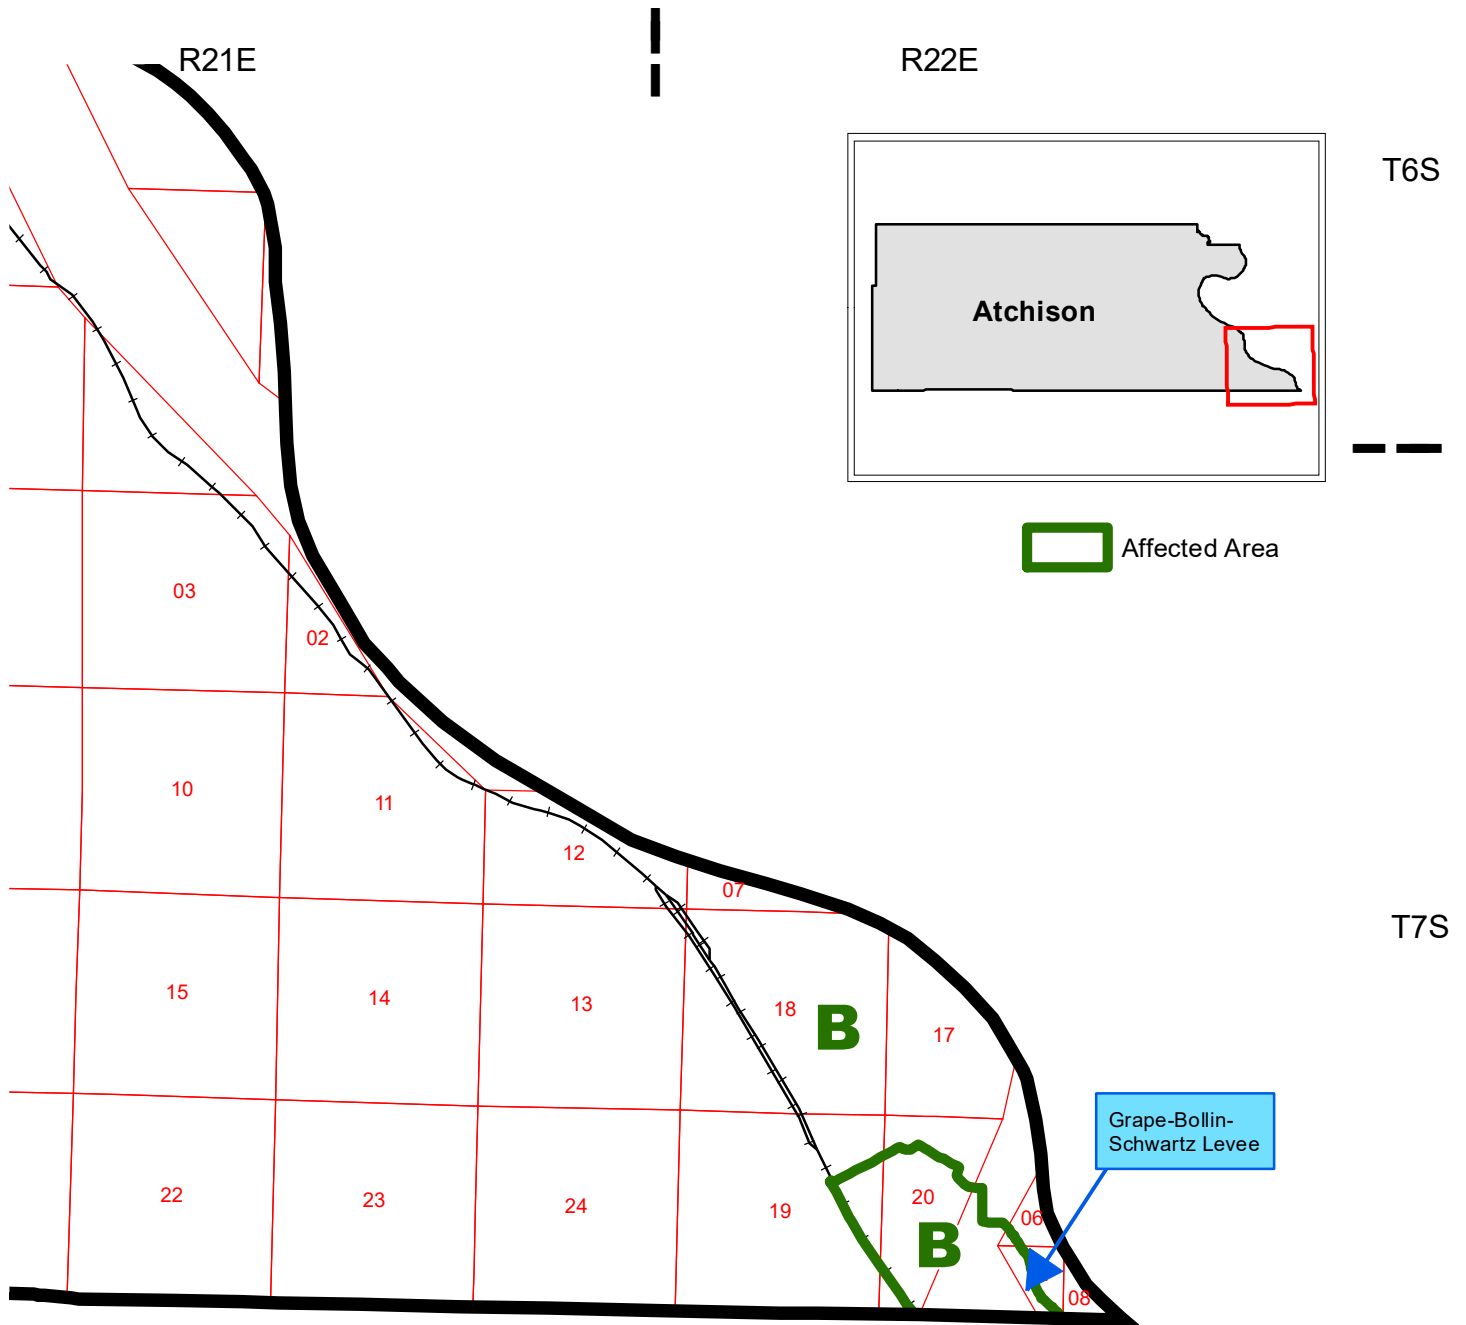 R21E
R22E
T6S
Atchison
Affected Area
03
02
10
11
12
07
T7S
15
14
13
18
B
17
Grape-Bollin-
Schwartz Levee
22
23
24
19
20
06
B
08